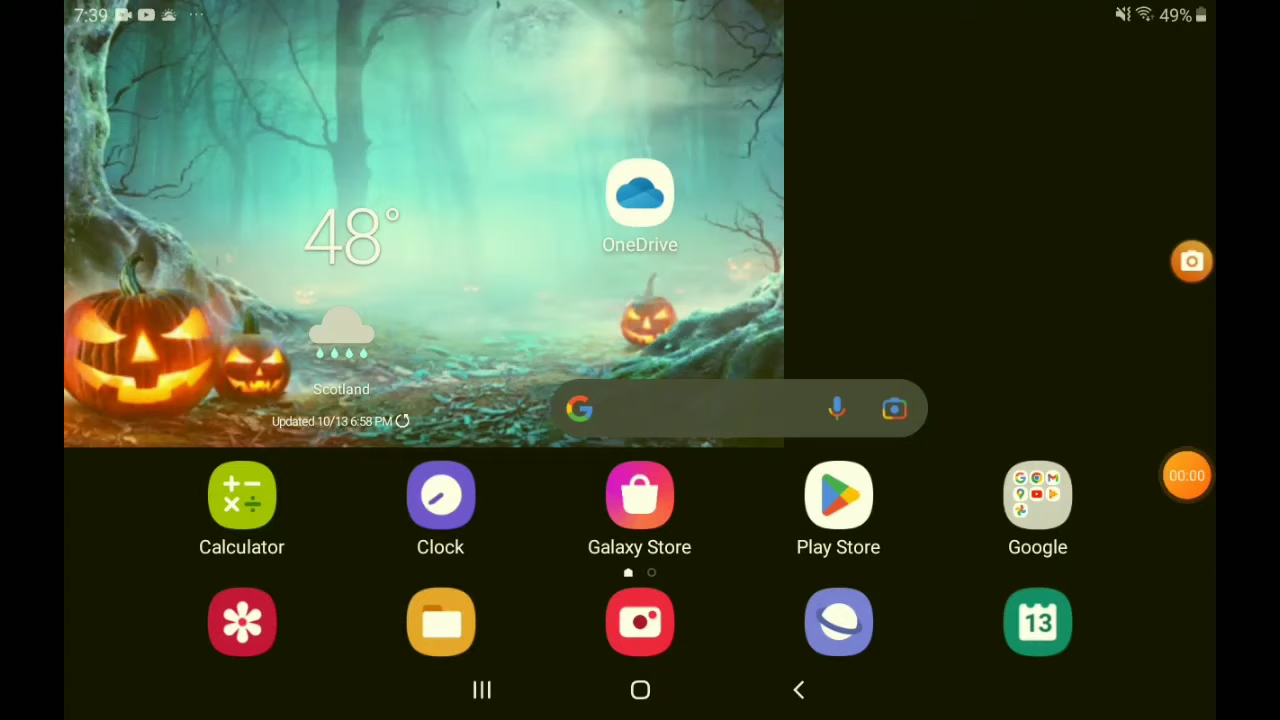 7:39
49%
48°
OneDrive
Scotland
Updated 10/13 6:58 PM
00:00
Calculator
Clock
Galaxy Store
Play Store
Google
13